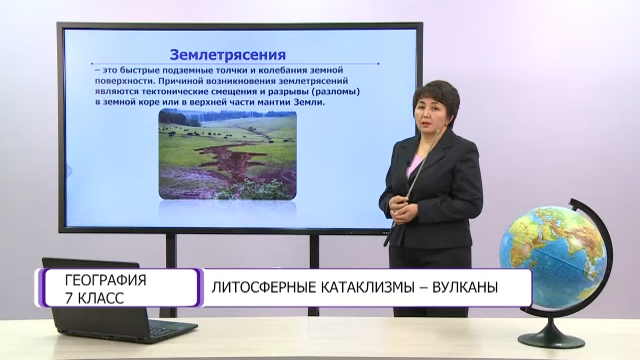 Землетрясения
– это быстрые подземные толчки и колебания земной
поверхности. Причиной возникновения землетрясений
являются тектонические смещения и разрывы (разломы)
в земной коре или в верхней части мантии Земли.
ГЕОГРАФИЯ
7 КЛАСС
ЛИТОСФЕРНЫЕ КАТАКЛИЗМЫ – ВУЛКАНЫ